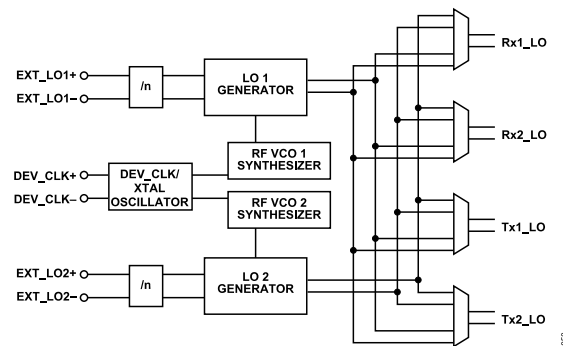 EXT_LO1+
EXT_LO1–
/n
LO 1
GENERATOR
Rx1_LO
Rx2_LO
RF VCO 1
SYNTHESIZER
DEV_CLK+
DEV_CLK–
DEV_CLK/
XTAL
OSCILLATOR
RF VCO 2
SYNTHESIZER
Tx1_LO
EXT_LO2+
EXT_LO2–
/n
LO 2
GENERATOR
Tx2_LO